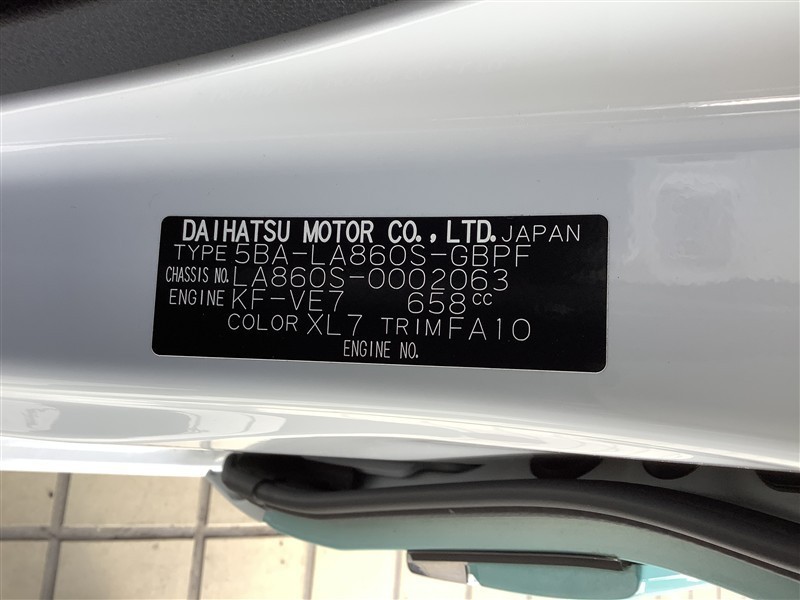 DAIHATSU MOTOR CO., LTD. JAPAN
TYPE 5BA-LA860S-GBPF
CHASSIS NO. LA860S-0002063
ENGINE KF-VE7 658cc
COLOR XL7 TRIM FA10
ENGINE NO.